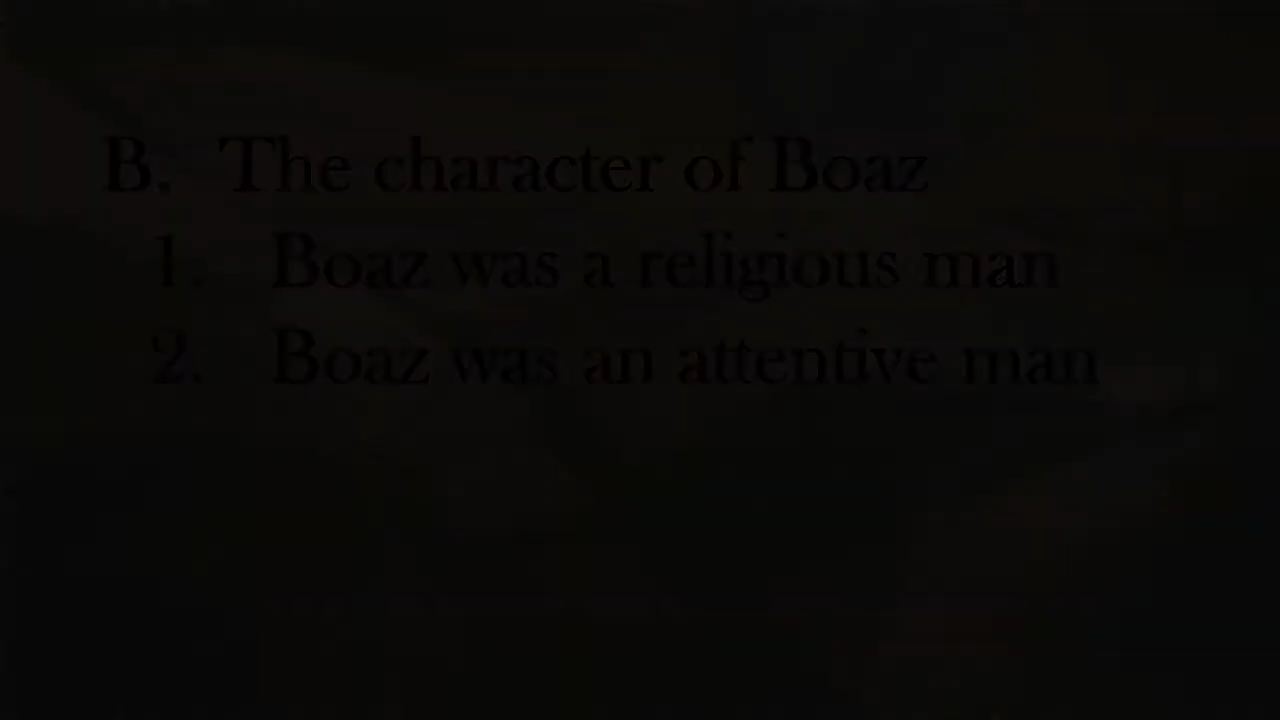 B. The character of Boaz
1. Boaz was a religious man
2. Boaz was an attentive man